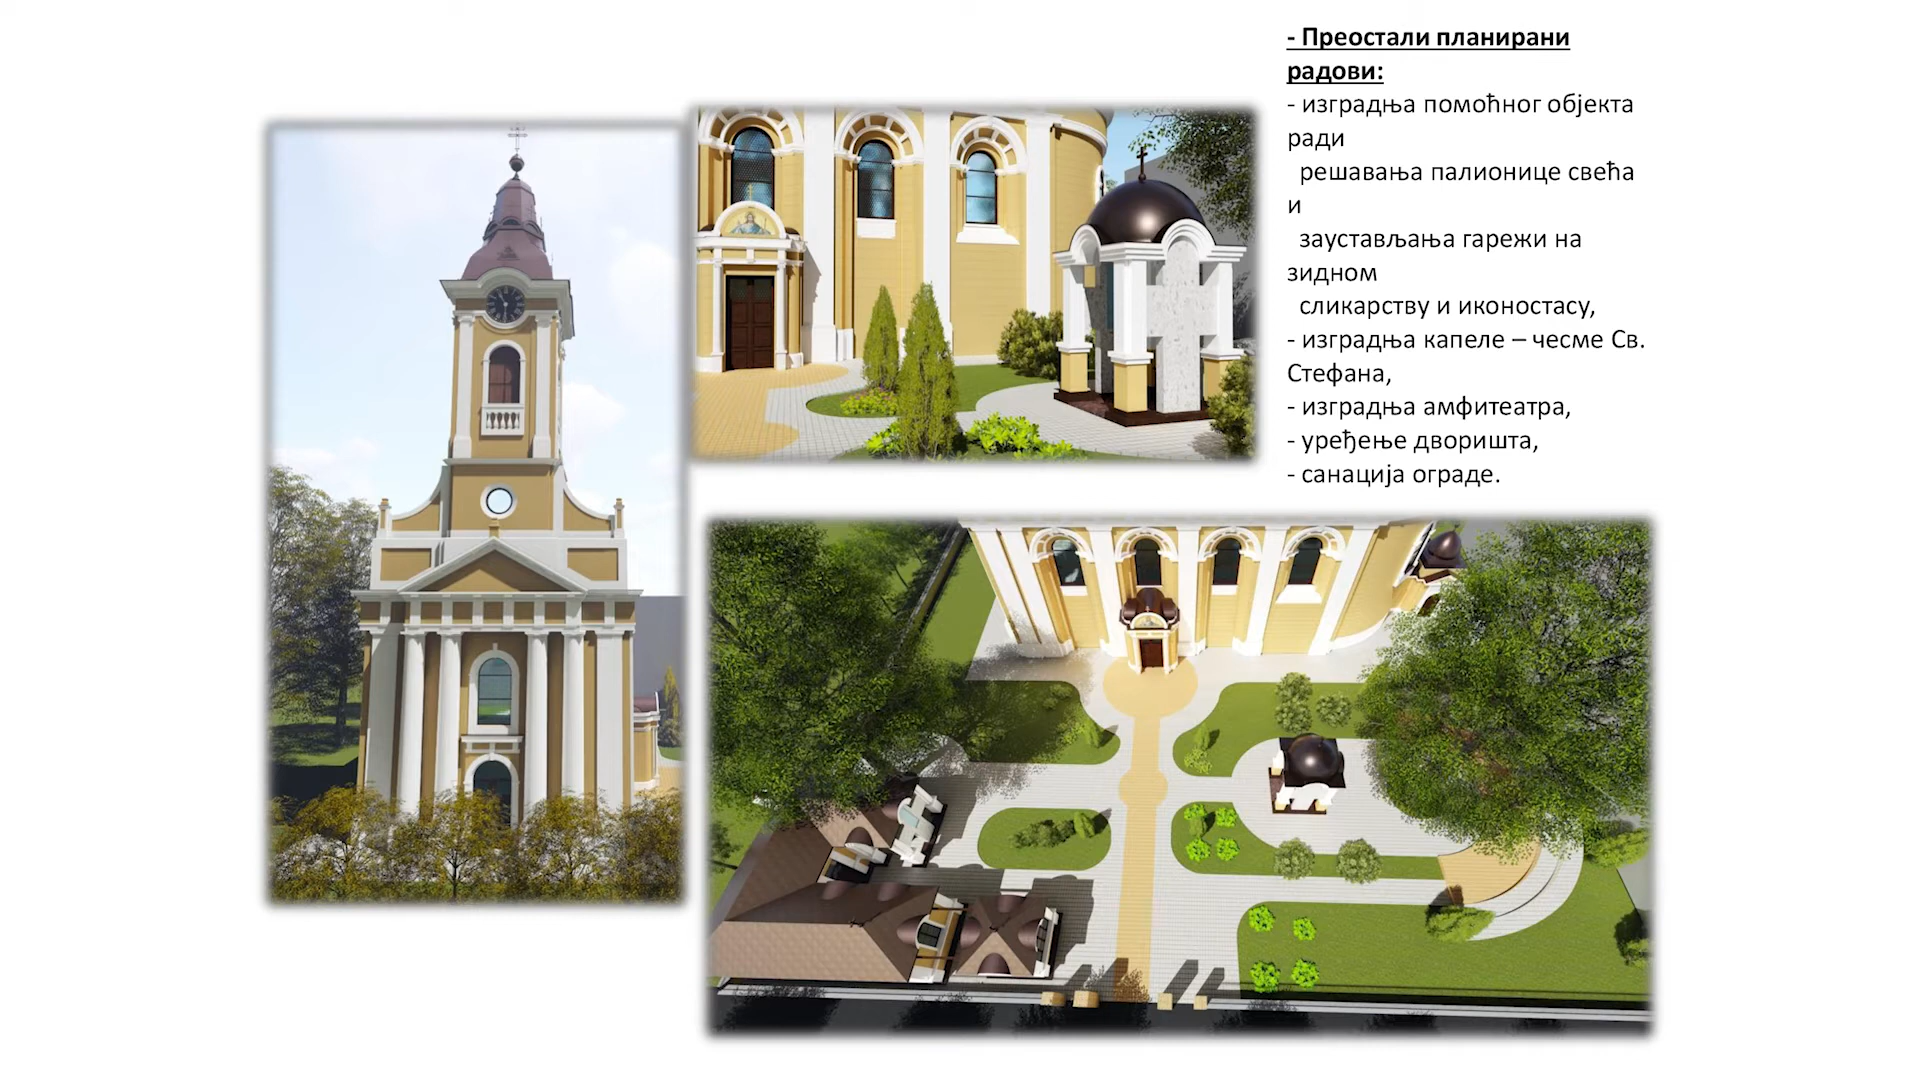 - Преостали планирани
радови:
- изградња помоћног објекта
ради
решавања палионице свећа
и
заустављања гарежи на
зидном
сликарству и иконостасу,
- изградња капеле – чесме Св.
Стефана,
- изградња амфитеатра,
- уређење дворишта,
- санација ограде.